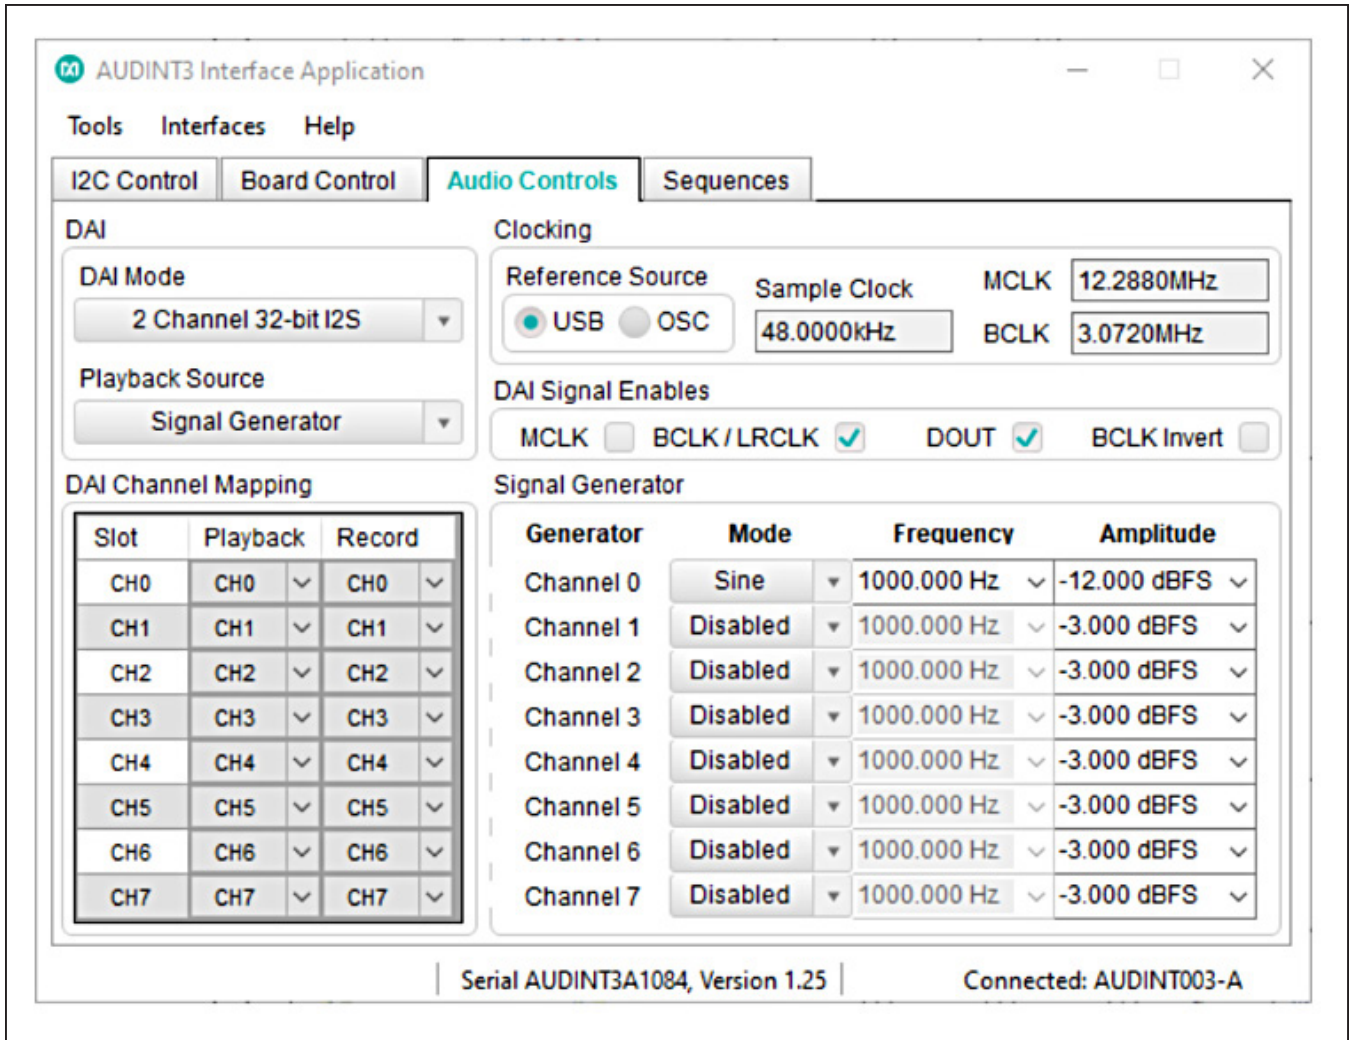 AUDINT3 Interface Application
Tools Interfaces Help
I2C Control Board Control Audio Controls Sequences
DAI
DAI Mode
2 Channel 32-bit I2S
Playback Source
Signal Generator
Clocking
Reference Source
USB OSC
Sample Clock
48.0000kHz
MCLK 12.2880MHz
BCLK 3.0720MHz
DAI Signal Enables
MCLK BCLK / LRCLK DOUT BCLK Invert
DAI Channel Mapping
Slot Playback Record
CH0 CH0 CH0
CH1 CH1 CH1
CH2 CH2 CH2
CH3 CH3 CH3
CH4 CH4 CH4
CH5 CH5 CH5
CH6 CH6 CH6
CH7 CH7 CH7
Signal Generator
Generator Mode Frequency Amplitude
Channel 0 Sine 1000.000 Hz -12.000 dBFS
Channel 1 Disabled 1000.000 Hz -3.000 dBFS
Channel 2 Disabled 1000.000 Hz -3.000 dBFS
Channel 3 Disabled 1000.000 Hz -3.000 dBFS
Channel 4 Disabled 1000.000 Hz -3.000 dBFS
Channel 5 Disabled 1000.000 Hz -3.000 dBFS
Channel 6 Disabled 1000.000 Hz -3.000 dBFS
Channel 7 Disabled 1000.000 Hz -3.000 dBFS
Serial AUDINT3A1084, Version 1.25 Connected: AUDINT003-A